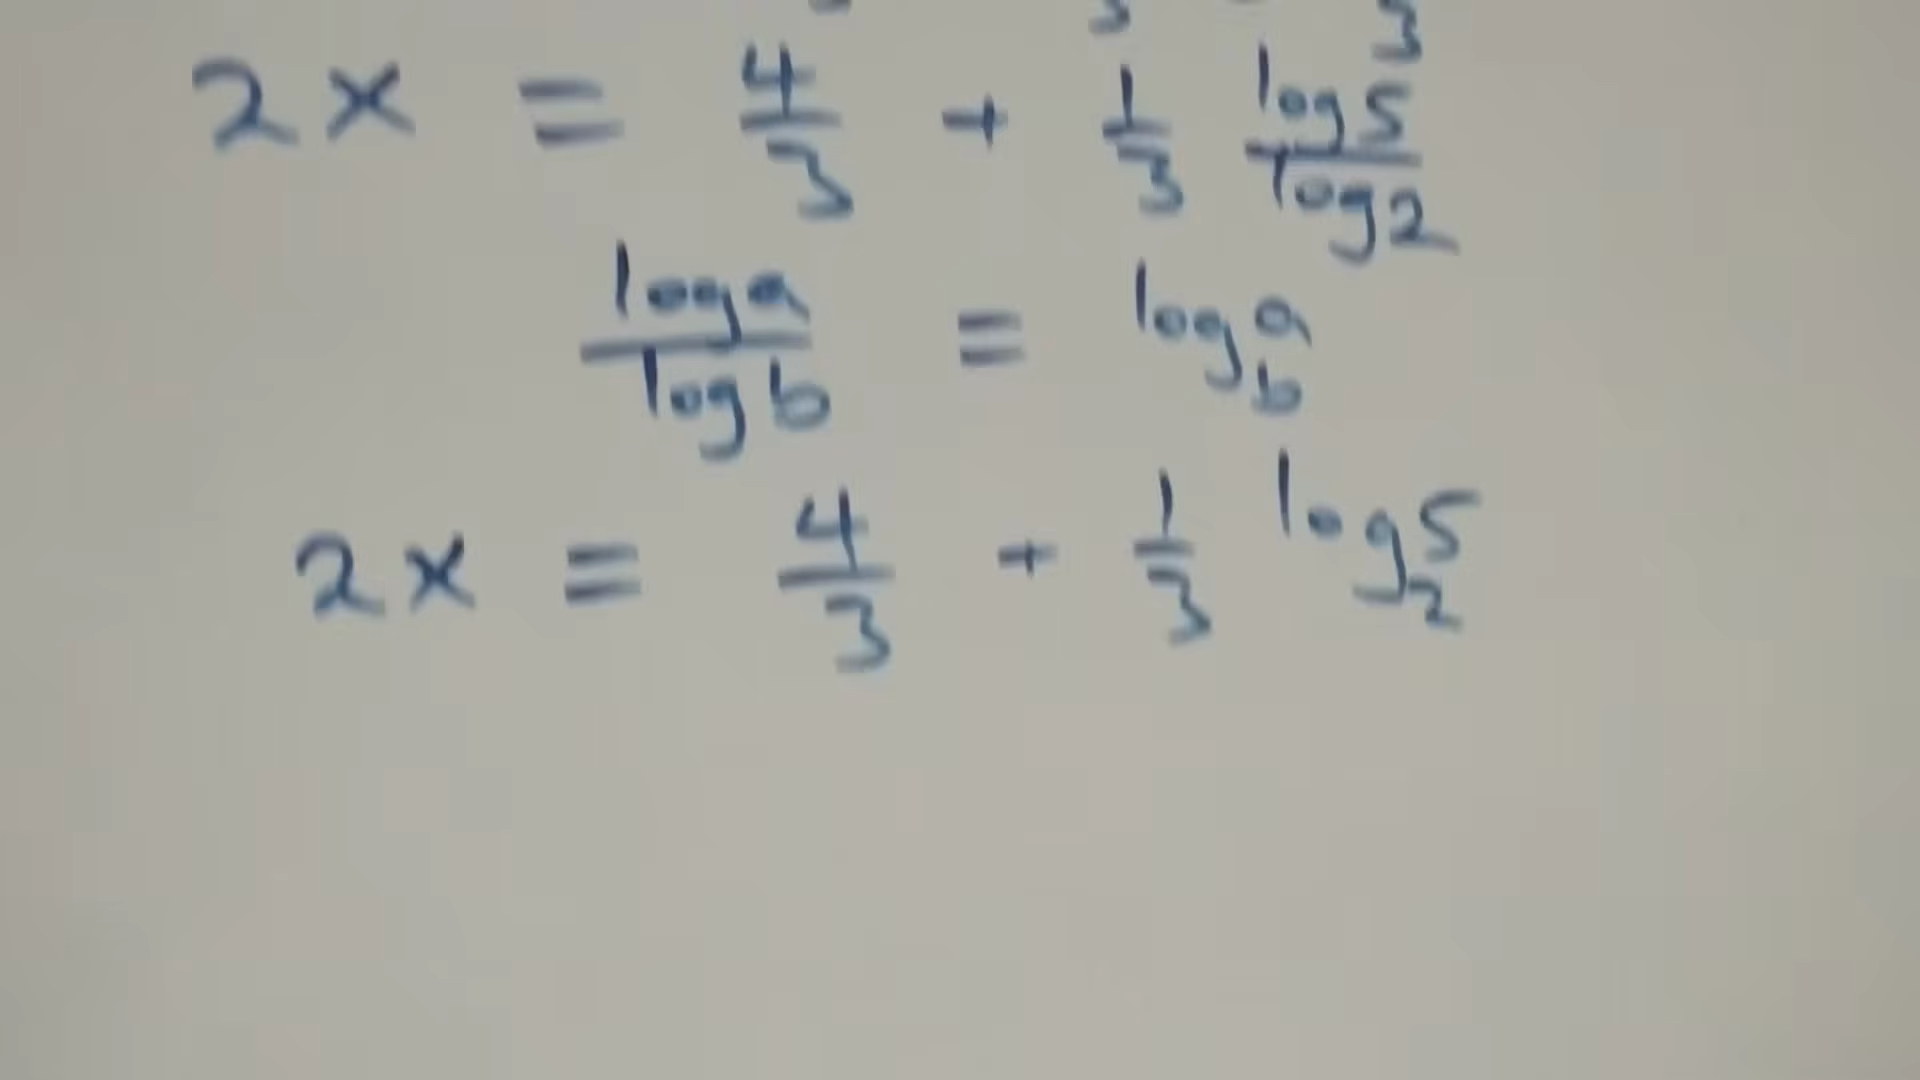 2x = 4/3 + 1/3 log5/log2
log a/log b = log_b a
2x = 4/3 + 1/3 log_2 5